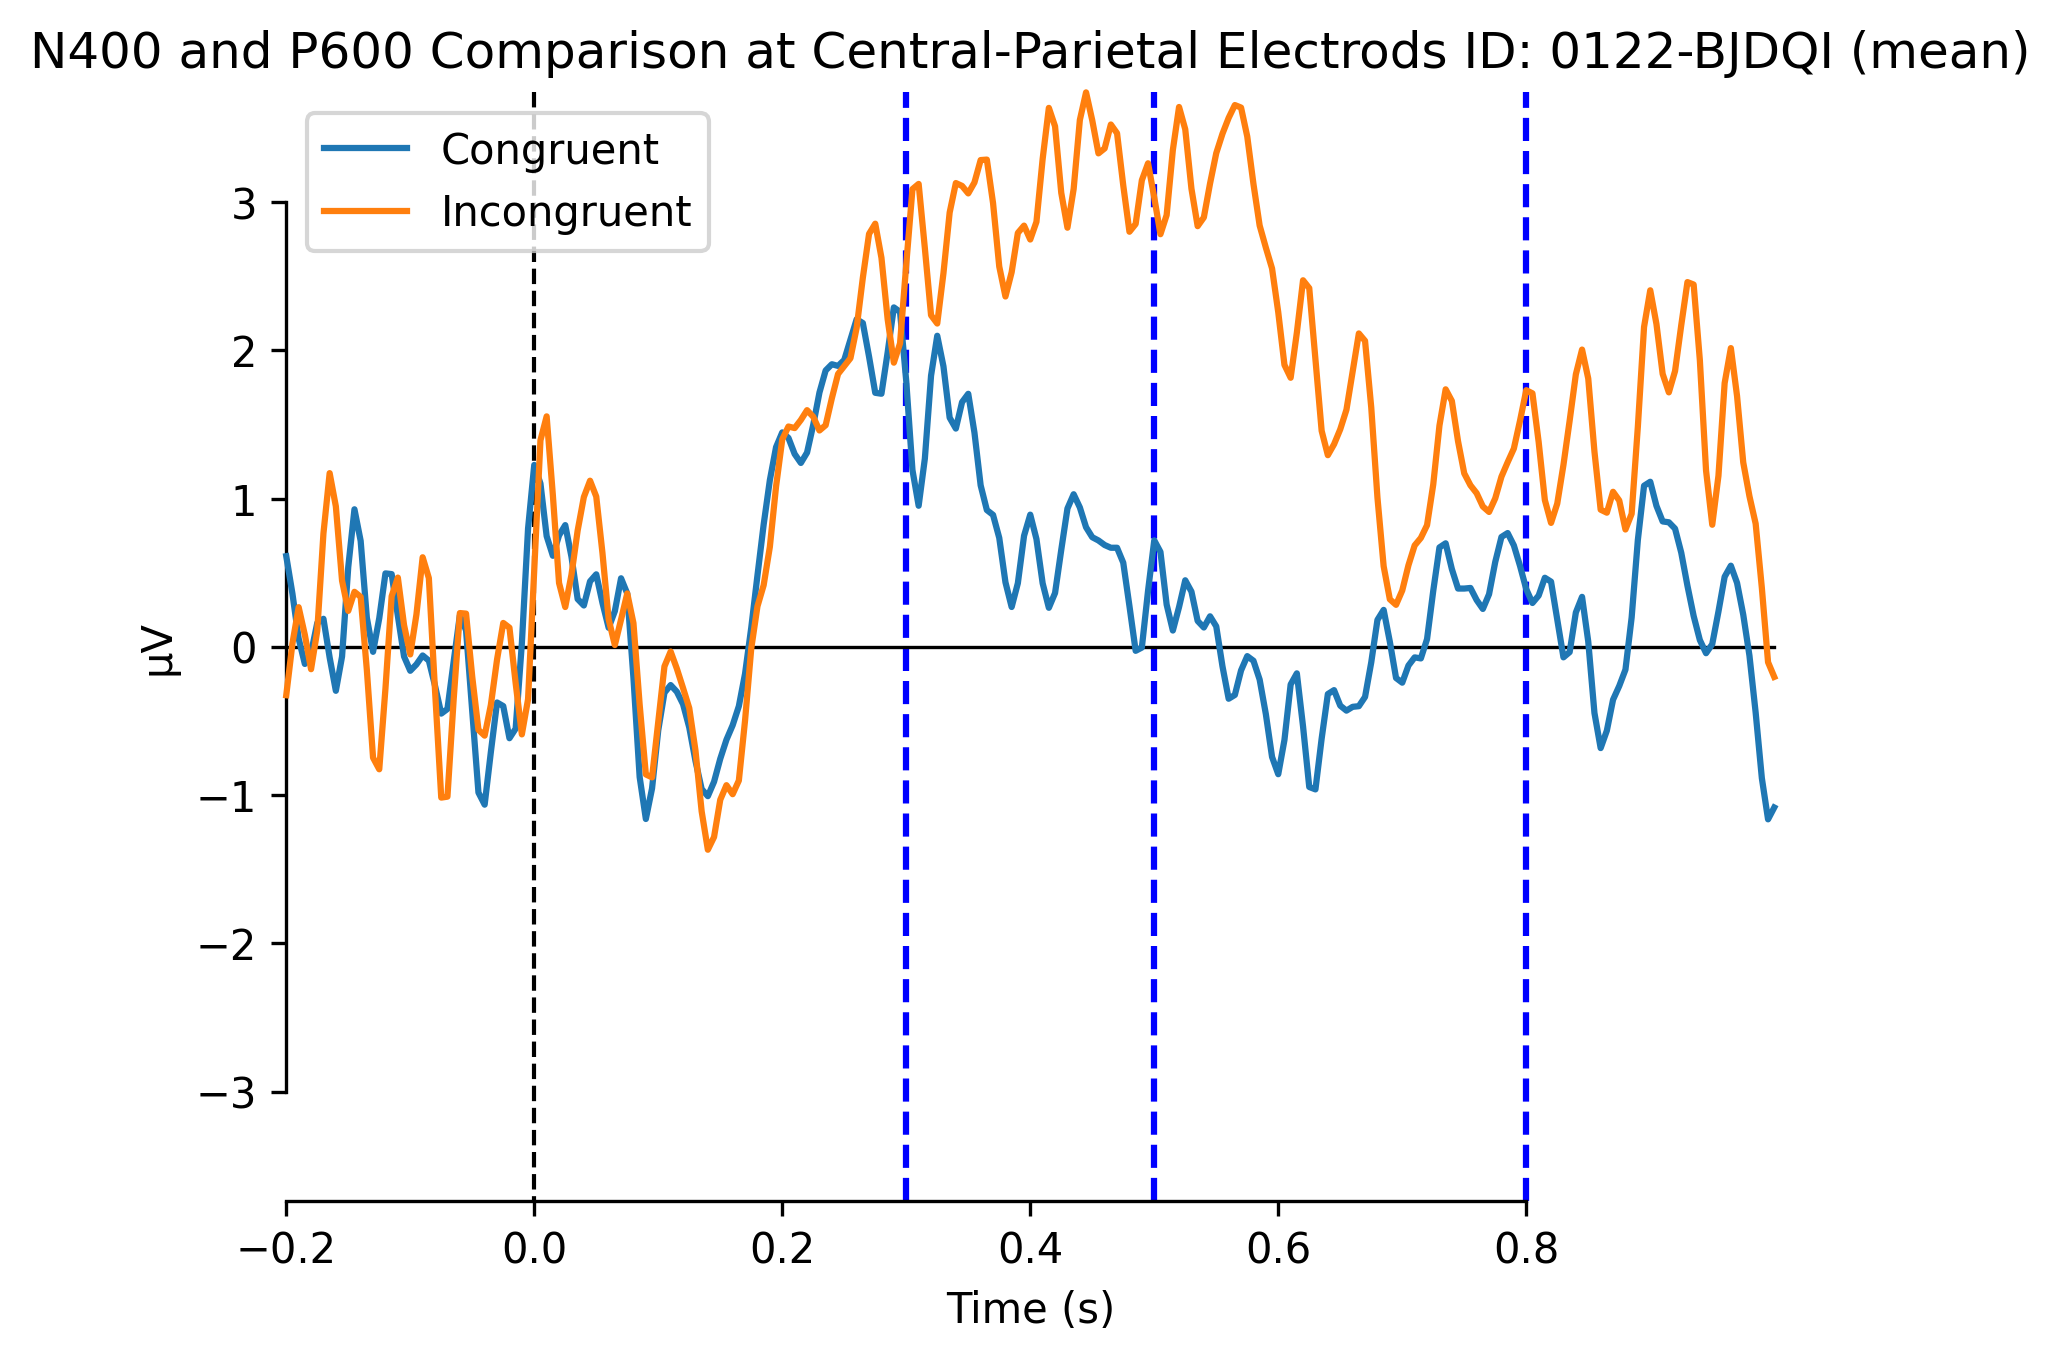 N400 and P600 Comparison at Central-Parietal Electrods ID: 0122-BJDQI (mean)
Congruent
Incongruent
3
2
1
0
−1
−2
−3
µV
−0.2 0.0 0.2 0.4 0.6 0.8
Time (s)